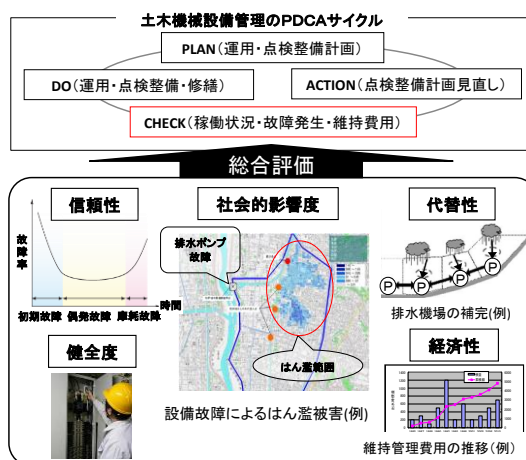 土木機械設備管理のPDCAサイクル
PLAN(運用・点検整備計画)
DO(運用・点検整備・修繕)
ACTION(点検整備計画見直し)
CHECK(稼働状況・故障発生・維持費用)
総合評価
信頼性
故障率
時間
初期故障
偶発故障
摩耗故障
社会的影響度
排水ポンプ
故障
はん濫範囲
設備故障によるはん濫被害(例)
代替性
P
P
P
P
排水機場の補完(例)
健全度
経済性
維持管理費用の推移(例)